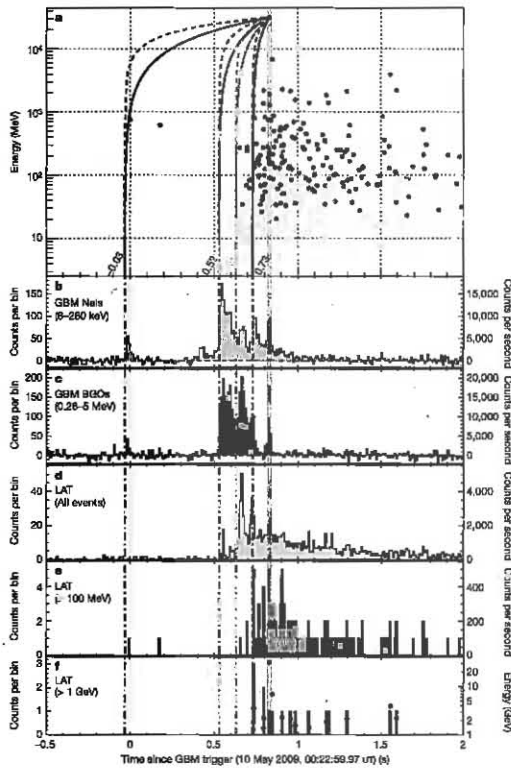 a
10⁴
10³
10²
10
Energy (MeV)
–0.03
0.52
0.73
b
GBM NaIs
(8–260 keV)
150
100
50
0
Counts per bin
15,000
10,000
5,000
0
Counts per second
c
GBM BGOs
(0.26–5 MeV)
200
150
100
50
0
Counts per bin
20,000
15,000
10,000
5,000
0
Counts per second
d
LAT
(All events)
40
20
0
Counts per bin
4,000
2,000
0
Counts per second
e
LAT
100 MeV)
4
2
0
Counts per bin
400
200
0
Counts per second
f
LAT
(> 1 GeV)
3
2
1
0
Counts per bin
20
10
5
2
1
Energy (GeV)
–0.5
0
0.5
1
1.5
2
Time since GBM trigger (10 May 2009, 00:22:59.97 UT) (s)